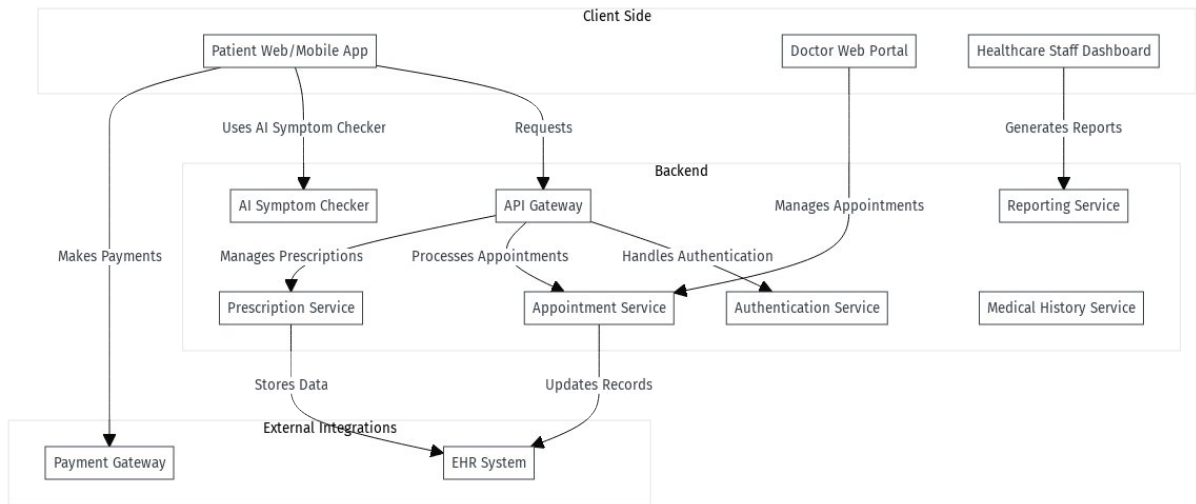 Client Side
Patient Web/Mobile App
Doctor Web Portal
Healthcare Staff Dashboard
Uses AI Symptom Checker
Requests
Generates Reports
Backend
AI Symptom Checker
API Gateway
Manages Appointments
Reporting Service
Makes Payments
Manages Prescriptions
Processes Appointments
Handles Authentication
Prescription Service
Appointment Service
Authentication Service
Medical History Service
Stores Data
Updates Records
External Integrations
Payment Gateway
EHR System